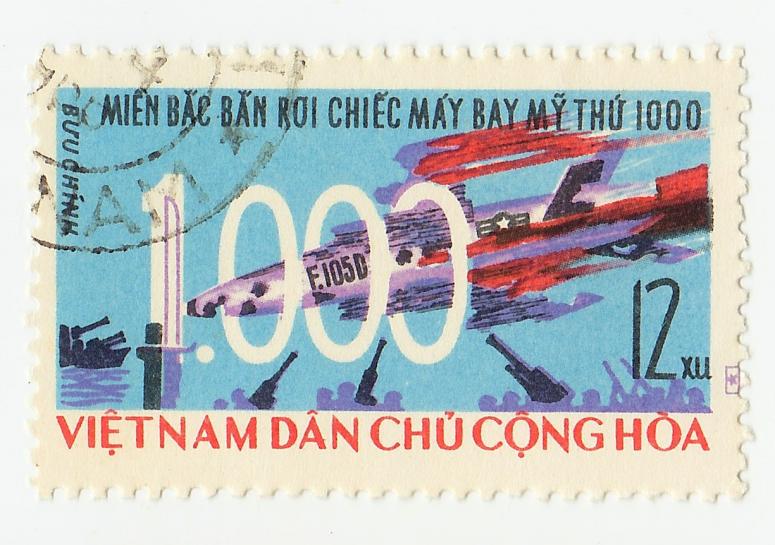 MIỀN BẮC BẮN RƠI CHIẾC MÁY BAY MỸ THỨ 1000
BƯU CHÍNH
NAM
1.000
F.105D
12 xu
VIỆT NAM DÂN CHỦ CỘNG HÒA